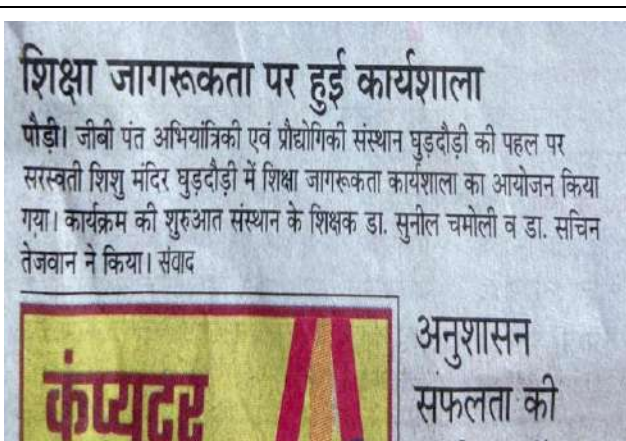 शिक्षा जागरूकता पर हुई कार्यशाला
पौड़ी। जीबी पंत अभियांत्रिकी एवं प्रौद्योगिकी संस्थान घुड़दौड़ी की पहल पर
सरस्वती शिशु मंदिर घुड़दौड़ी में शिक्षा जागरूकता कार्यशाला का आयोजन किया
गया। कार्यक्रम की शुरुआत संस्थान के शिक्षक डा. सुनील चमोली व डा. सचिन
तेजवान ने किया। संवाद
कंप्यूटर
अनुशासन
सफलता की